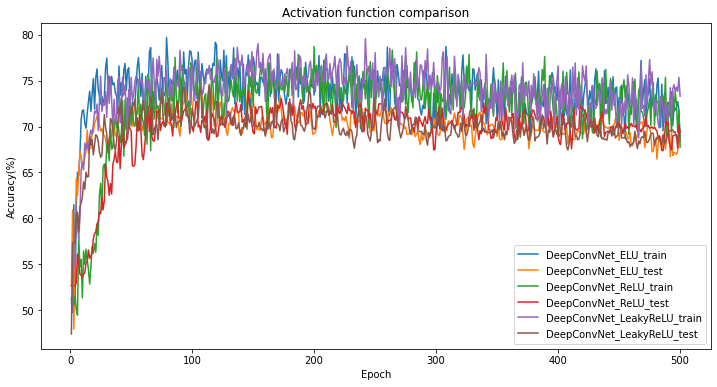 Activation function comparison
Accuracy(%)
80
75
70
65
60
55
50
0
100
200
300
400
500
Epoch
DeepConvNet_ELU_train
DeepConvNet_ELU_test
DeepConvNet_ReLU_train
DeepConvNet_ReLU_test
DeepConvNet_LeakyReLU_train
DeepConvNet_LeakyReLU_test